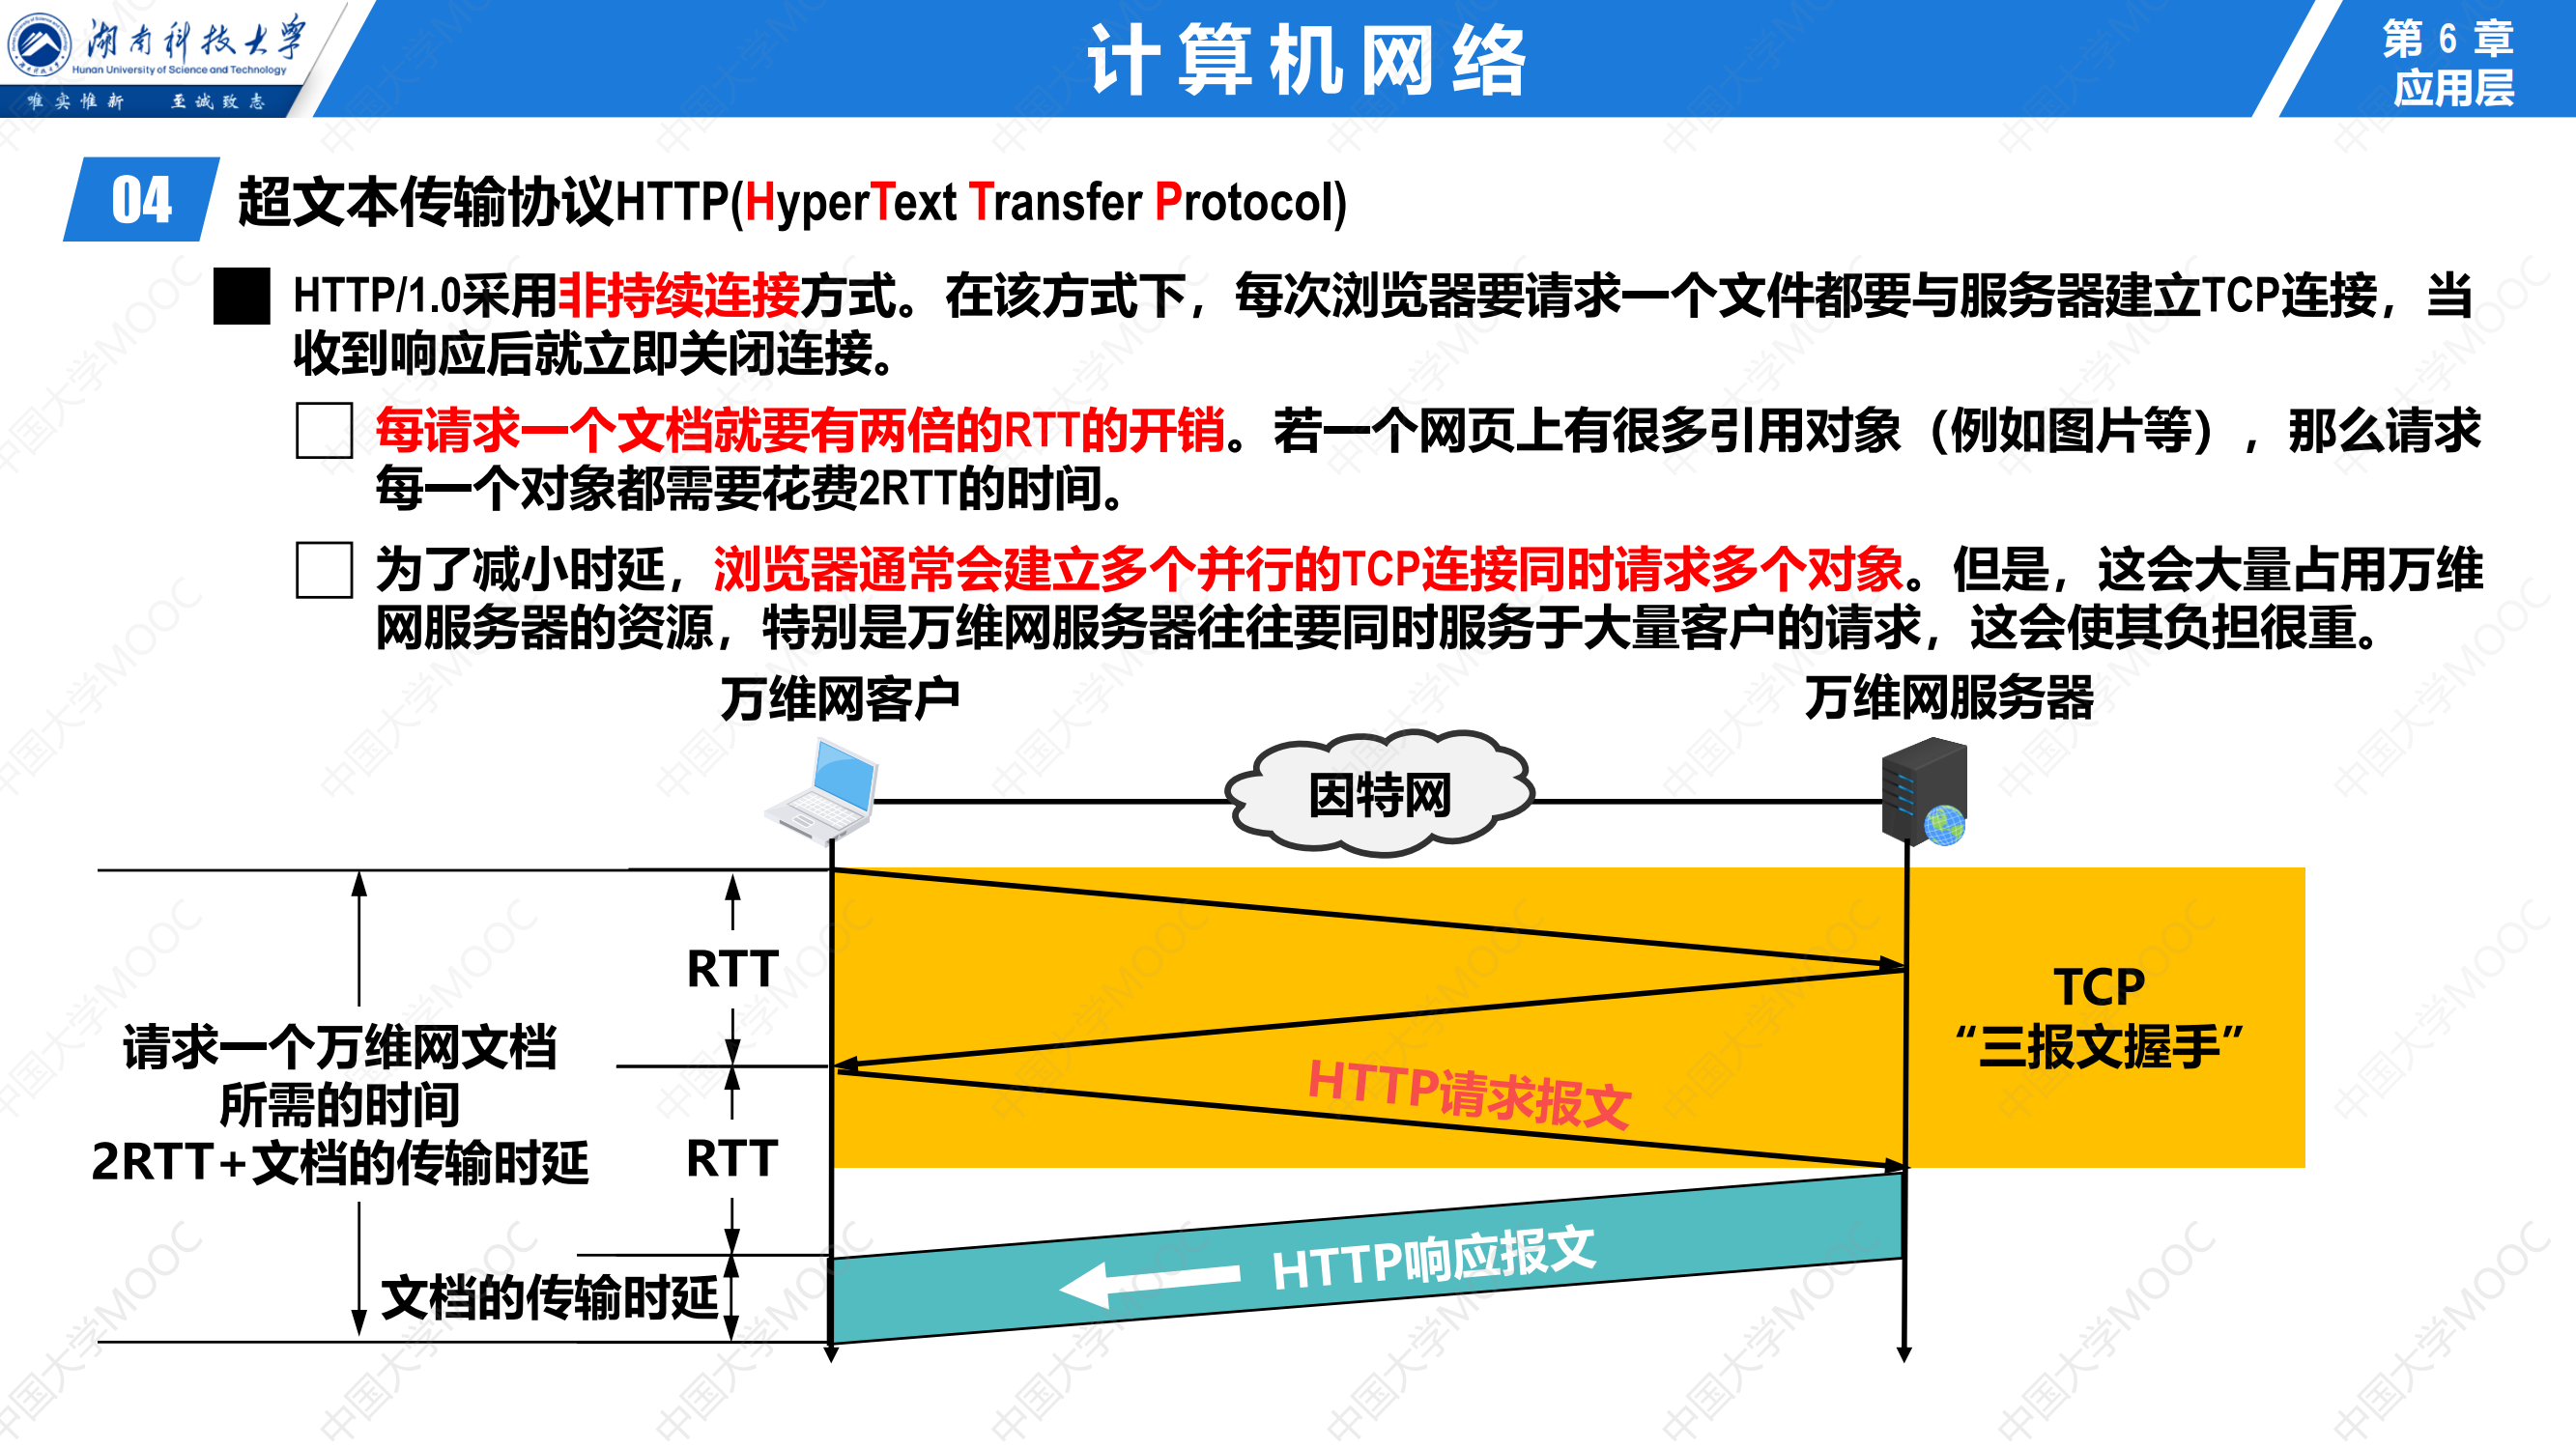 湖南科技大学
Hunan University of Science and Technology
唯实惟新 至诚致志
计算机网络
第 6 章
应用层
04
超文本传输协议HTTP(HyperText Transfer Protocol)
HTTP/1.0采用非持续连接方式。在该方式下，每次浏览器要请求一个文件都要与服务器建立TCP连接，当
收到响应后就立即关闭连接。
每请求一个文档就要有两倍的RTT的开销。若一个网页上有很多引用对象（例如图片等），那么请求
每一个对象都需要花费2RTT的时间。
为了减小时延，浏览器通常会建立多个并行的TCP连接同时请求多个对象。但是，这会大量占用万维
网服务器的资源，特别是万维网服务器往往要同时服务于大量客户的请求，这会使其负担很重。
万维网客户
万维网服务器
因特网
RTT
TCP
“三报文握手”
请求一个万维网文档
所需的时间
2RTT+文档的传输时延
HTTP请求报文
RTT
HTTP响应报文
文档的传输时延
中国大学MOOC